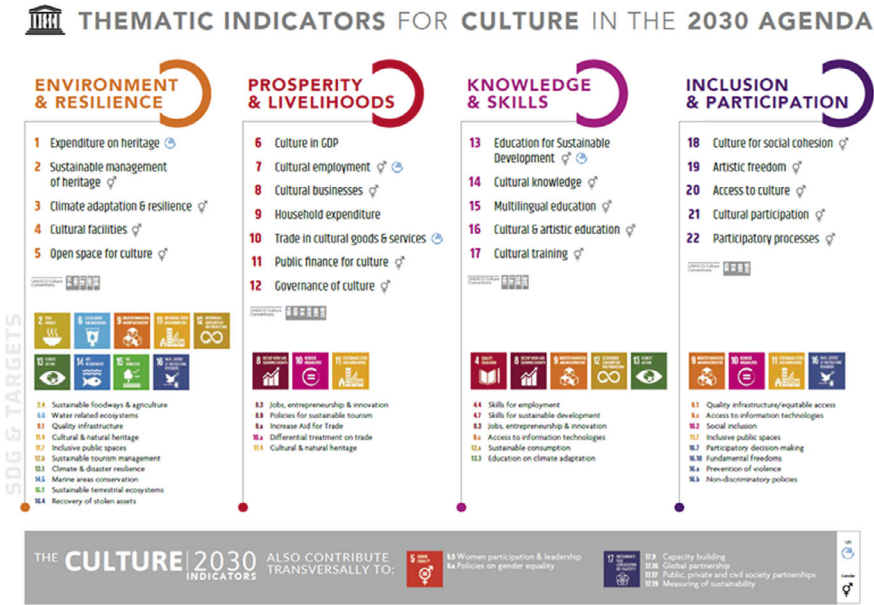 THEMATIC INDICATORS FOR CULTURE IN THE 2030 AGENDA
ENVIRONMENT
& RESILIENCE
1 Expenditure on heritage
2 Sustainable management
of heritage
3 Climate adaptation & resilience
4 Cultural facilities
5 Open space for culture
UNESCO Culture
Conventions
2.4 Sustainable foodways & agriculture
6.6 Water related ecosystems
9.1 Quality infrastructure
11.4 Cultural & natural heritage
11.7 Inclusive public spaces
12.b Sustainable tourism management
13.1 Climate & disaster resilience
14.5 Marine areas conservation
Sustainable terrestrial ecosystems
16.4 Recovery of stolen assets
PROSPERITY
& LIVELIHOODS
6 Culture in GDP
7 Cultural employment
8 Cultural businesses
9 Household expenditure
10 Trade in cultural goods & services
11 Public finance for culture
12 Governance of culture
UNESCO Culture
Conventions
8.3 Jobs, entrepreneurship & innovation
8.9 Policies for sustainable tourism
8.a Increase Aid for Trade
10.a Differential treatment on trade
11.4 Cultural & natural heritage
KNOWLEDGE
& SKILLS
13 Education for Sustainable
Development
14 Cultural knowledge
15 Multilingual education
16 Cultural & artistic education
17 Cultural training
UNESCO Culture
Conventions
4.4 Skills for employment
4.7 Skills for sustainable development
8.3 Jobs, entrepreneurship & innovation
9.c Access to information technologies
12.a Sustainable consumption
13.3 Education on climate adaptation
INCLUSION
& PARTICIPATION
18 Culture for social cohesion
19 Artistic freedom
20 Access to culture
21 Cultural participation
22 Participatory processes
UNESCO Culture
Conventions
9.1 Quality infrastructure/equitable access
9.c Access to information technologies
10.2 Social inclusion
11.7 Inclusive public spaces
16.7 Participatory decision-making
16.10 Fundamental freedoms
16.a Prevention of violence
16.b Non-discriminatory policies
SDG & TARGETS
THE CULTURE|2030
INDICATORS
ALSO CONTRIBUTE
TRANSVERSALLY TO:
5.5 Women participation & leadership
5.c Policies on gender equality
17.9 Capacity building
17.16 Global partnership
17.17 Public, private and civil society partnerships
17.19 Measuring of sustainability
Gender